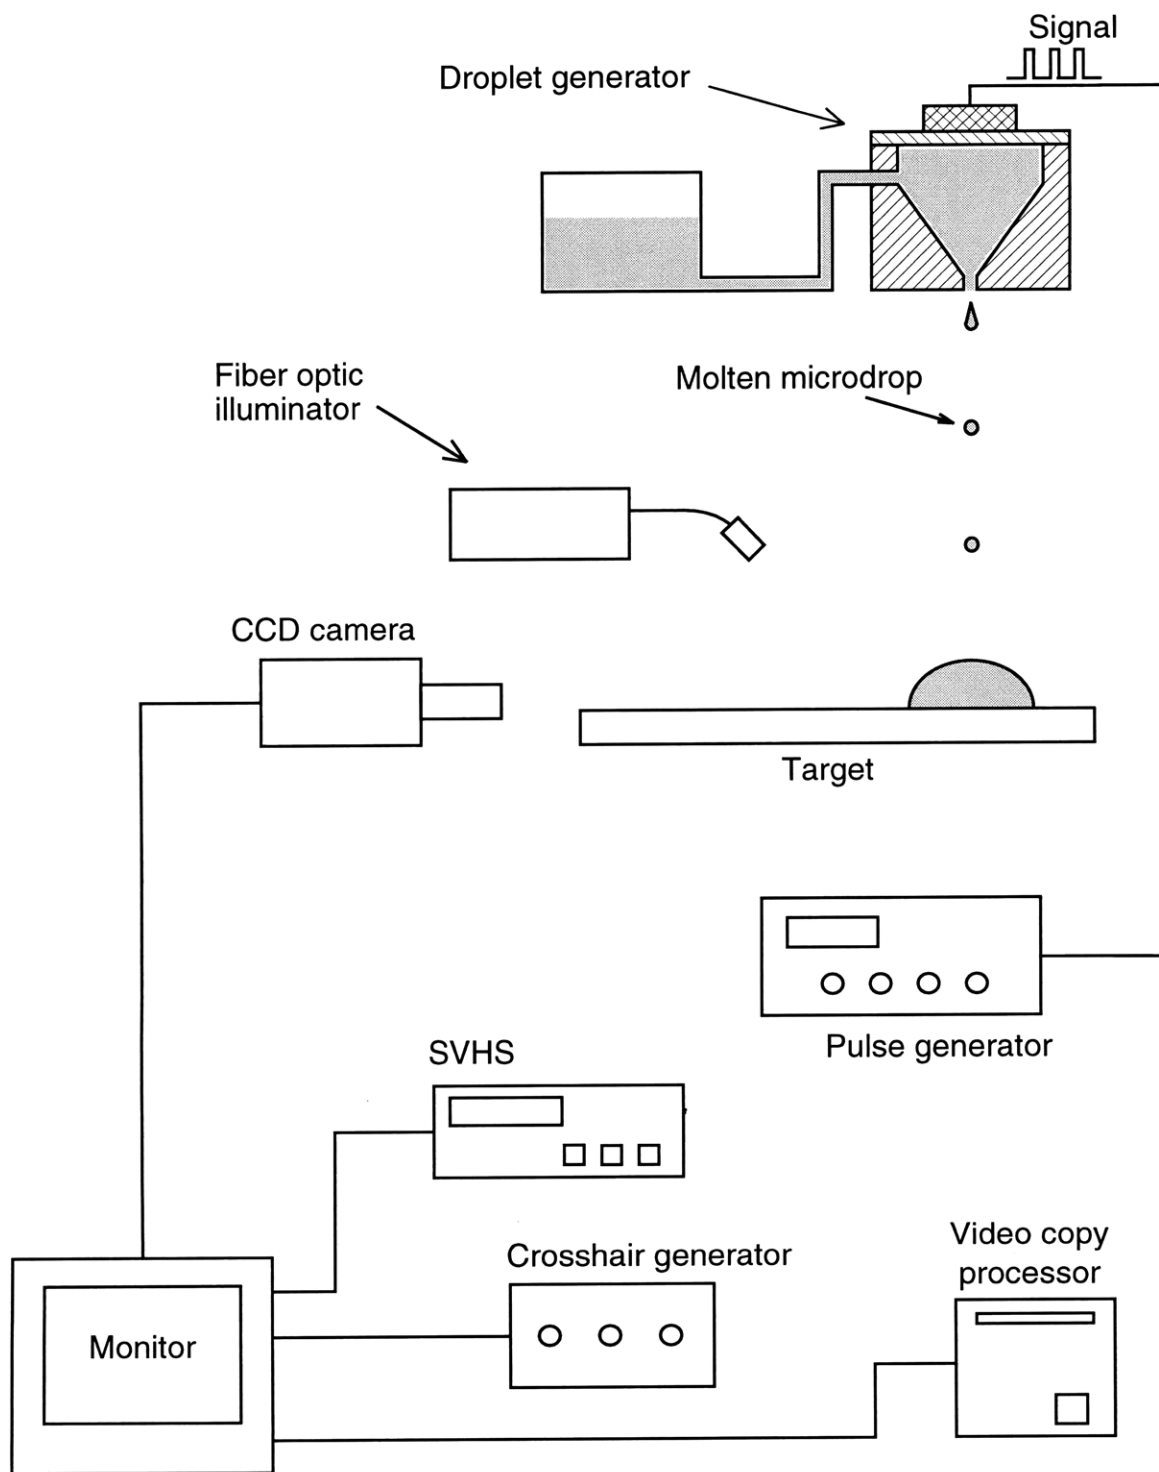 Signal
Droplet generator
Fiber optic
illuminator
Molten microdrop
CCD camera
Target
Pulse generator
SVHS
Crosshair generator
Video copy
processor
Monitor